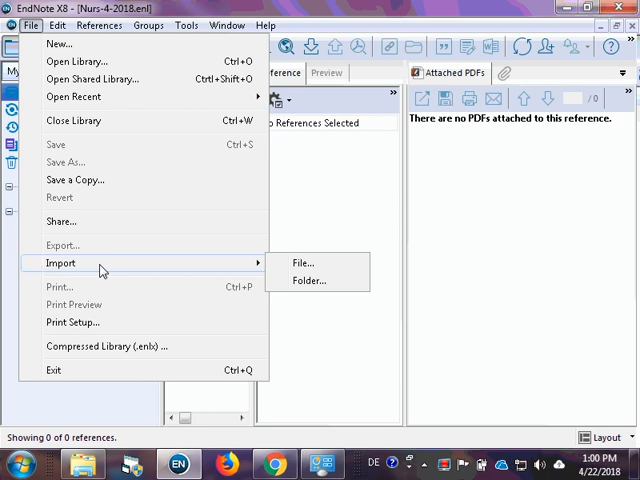 EndNote X8 - [Nurs-4-2018.enl]
File Edit References Groups Tools Window Help
New...
Open Library... Ctrl+O
Open Shared Library... Ctrtl+Shift+O
Open Recent
Close Library Ctrl+W
Save Ctrl+S
Save As...
Save a Copy...
Revert
Share...
Export...
Import
File...
Folder...
Print... Ctrl+P
Print Preview
Print Setup...
Compressed Library (.enlx) ...
Exit Ctrl+Q
My
erence Preview
o References Selected
Attached PDFs
/ 0
There are no PDFs attached to this reference.
Showing 0 of 0 references.
Layout
EN
DE
1:00 PM
4/22/2018